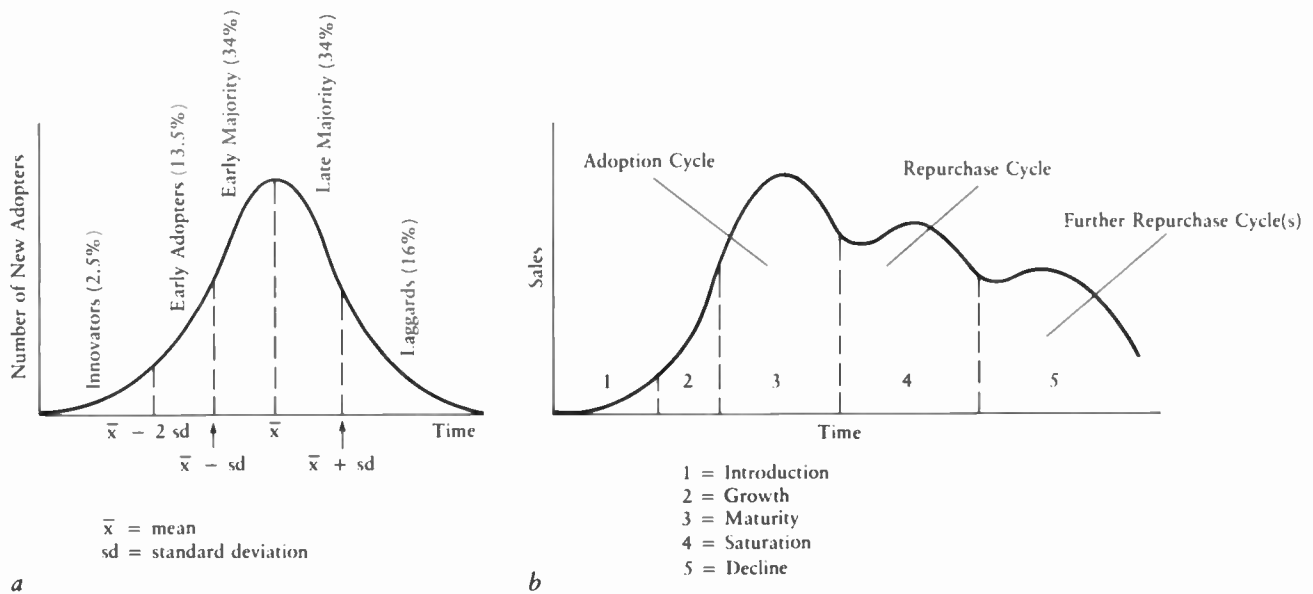 Number of New Adopters
Innovators (2.5%)
Early Adopters (13.5%)
Early Majority (34%)
Late Majority (34%)
Laggards (16%)
x̄ − 2 sd
x̄
Time
x̄ − sd
x̄ + sd
x̄ = mean
sd = standard deviation
a
Sales
Adoption Cycle
Repurchase Cycle
Further Repurchase Cycle(s)
1
2
3
4
5
Time
1 = Introduction
2 = Growth
3 = Maturity
4 = Saturation
5 = Decline
b